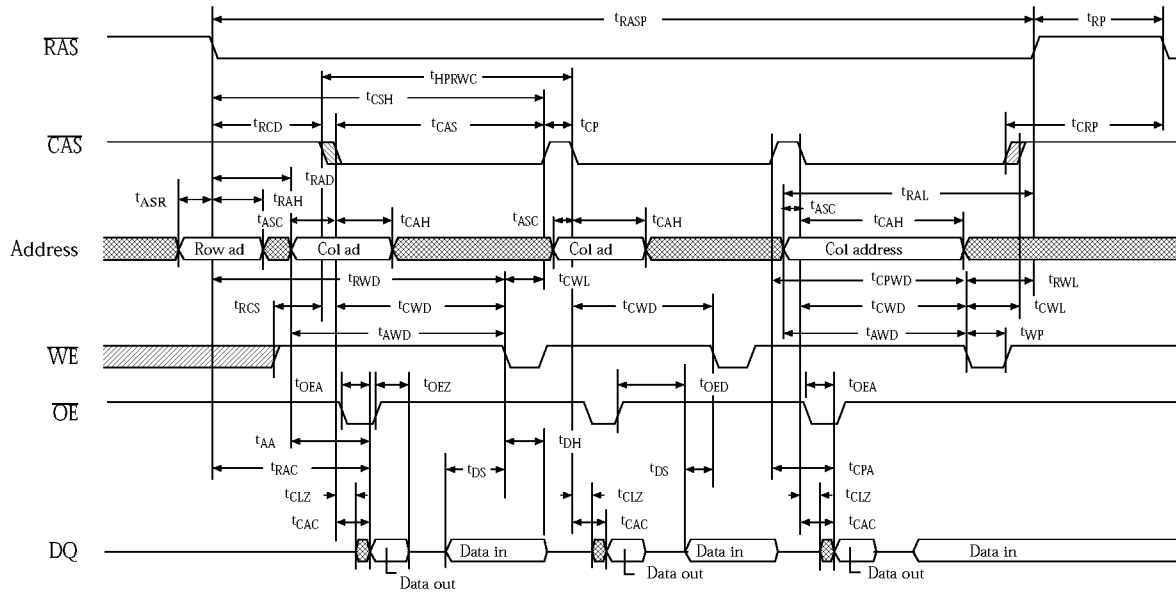 tRASP tRP
RAS
tHPRWC
tCSH
tRCD tCAS tCP tCRP
CAS
tRAD tRAL
tASR tRAH tASC tCAH tASC tCAH tASC tCAH
Address Row ad Col ad Col ad Col address
tRWD tCWL tCPWD tRWL
tRCS tCWD tCWD tCWD tCWL
tAWD tAWD tWP
WE
tOEA tOEZ tOED tOEA
OE
tAA tDH
tRAC tDS tDS tCPA
tCLZ tCLZ tCLZ
tCAC tCAC tCAC
DQ Data in Data in Data in
Data out Data out Data out